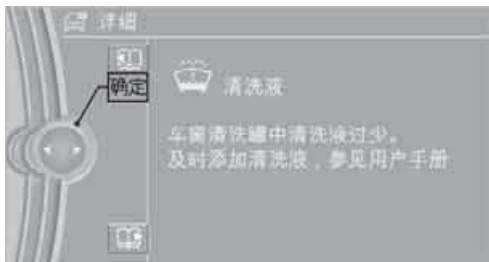 详细
确定
清洗液
车窗清洗罐中清洗液过少。
及时添加清洗液，参见用户手册